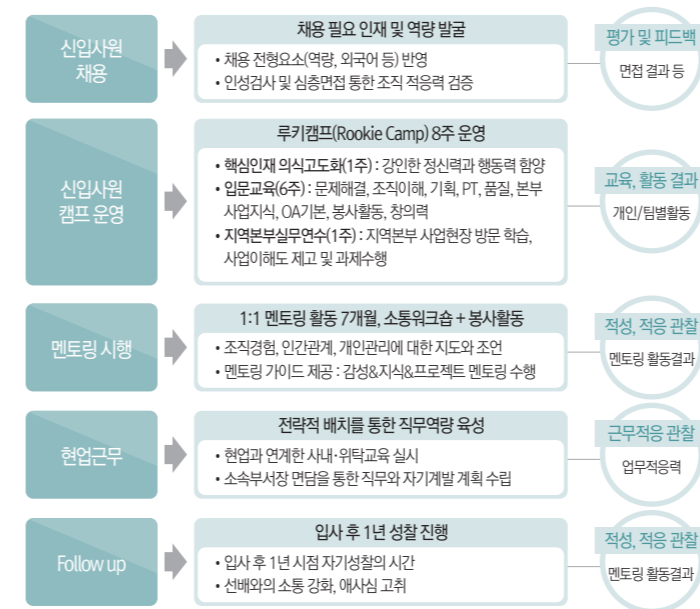 신입사원
채용
채용 필요 인재 및 역량 발굴
• 채용 전형요소(역량, 외국어 등) 반영
• 인성검사 및 심층면접 통한 조직 적응력 검증
평가 및 피드백
면접 결과 등
신입사원
캠프 운영
루키캠프(Rookie Camp) 8주 운영
• 핵심인재 의식고도화(1주) : 강인한 정신력과 행동력 함양
• 입문교육(6주) : 문제해결, 조직이해, 기획, PT, 품질, 본부
사업지식, OA기본, 봉사활동, 창의력
• 지역본부실무연수(1주) : 지역본부 사업현장 방문 학습,
사업이해도 제고 및 과제수행
교육, 활동 결과
개인/팀별활동
멘토링 시행
1:1 멘토링 활동 7개월, 소통워크숍 + 봉사활동
• 조직경험, 인간관계, 개인관리에 대한 지도와 조언
• 멘토링 가이드 제공 : 감성&지식&프로젝트 멘토링 수행
적성, 적응 관찰
멘토링 활동결과
현업근무
전략적 배치를 통한 직무역량 육성
• 현업과 연계한 사내·위탁교육 실시
• 소속부서장 면담을 통한 직무와 자기계발 계획 수립
근무적응 관찰
업무적응력
Follow up
입사 후 1년 성찰 진행
• 입사 후 1년 시점 자기성찰의 시간
• 선배와의 소통 강화, 애사심 고취
적성, 적응 관찰
멘토링 활동결과